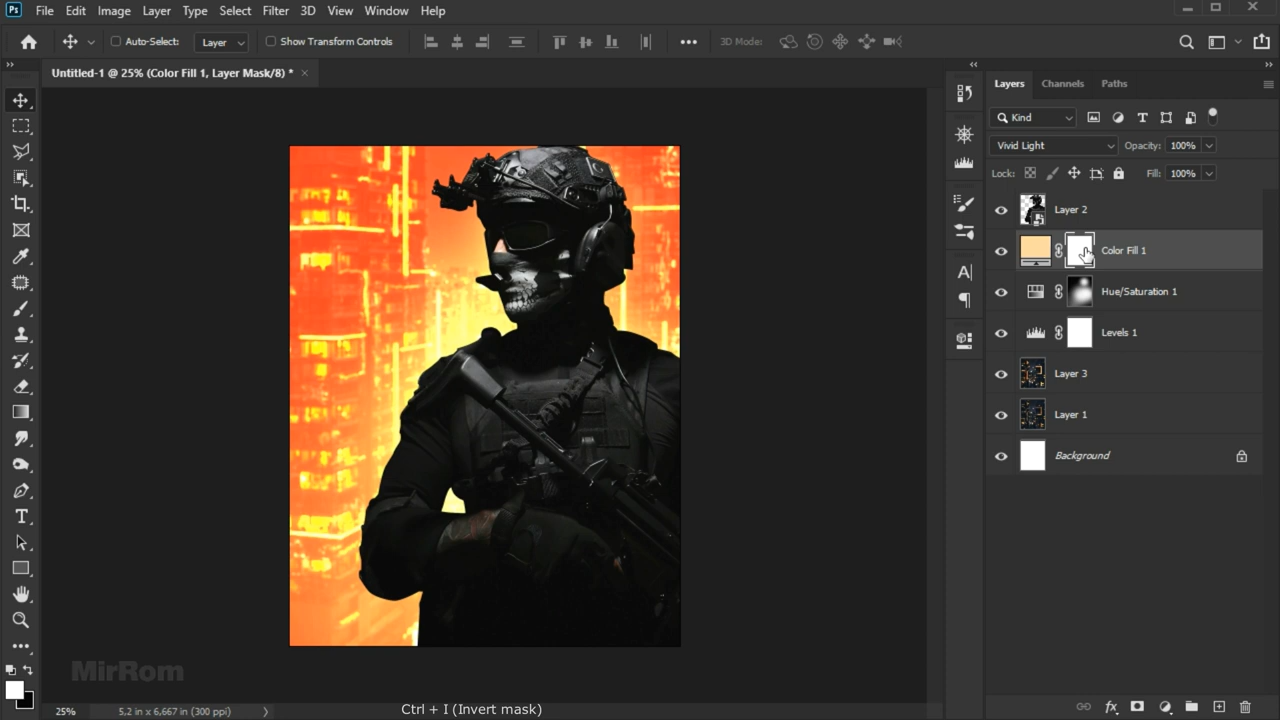 Ps File Edit Image Layer Type Select Filter 3D View Window Help
Auto-Select: Layer Show Transform Controls 3D Mode:
Untitled-1 @ 25% (Color Fill 1, Layer Mask/8) *
Layers Channels Paths
Kind
Vivid Light Opacity: 100%
Lock: Fill: 100%
Layer 2
Color Fill 1
Hue/Saturation 1
Levels 1
Layer 3
Layer 1
Background
MirRom
25% 5,2 in x 6,667 in (300 ppi)
Ctrl + I (Invert mask)